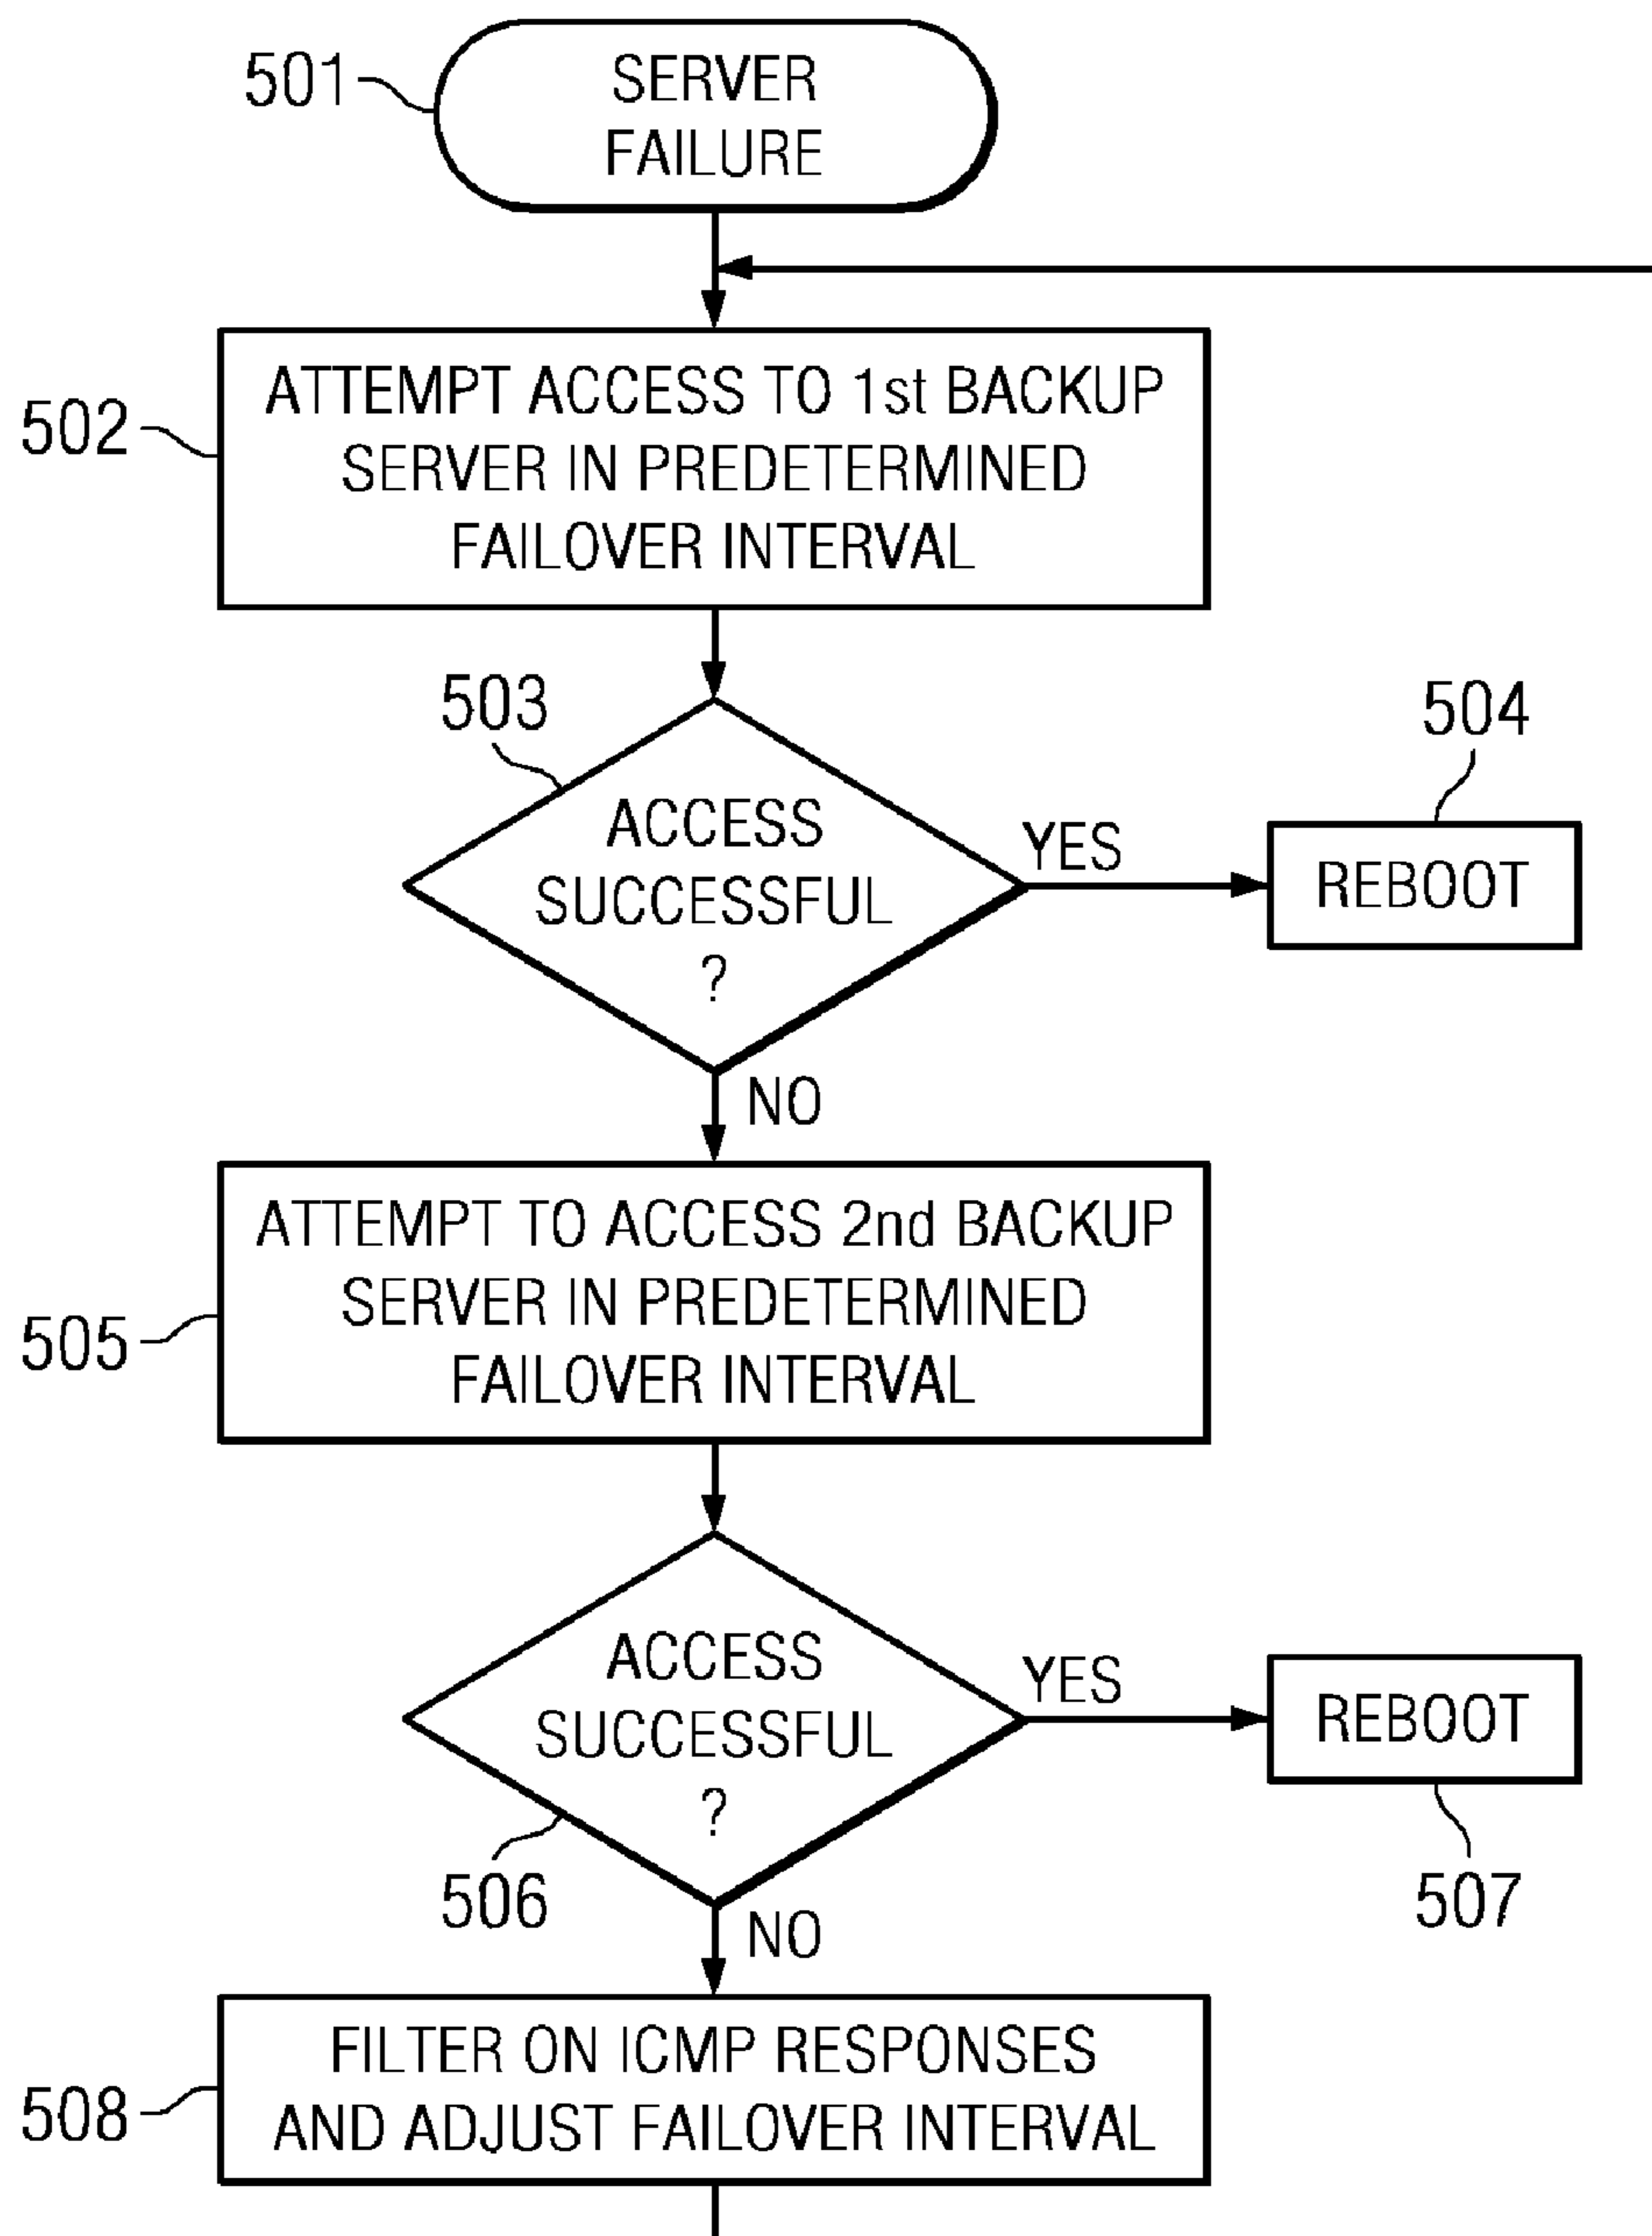 501
SERVER
FAILURE
502
ATTEMPT ACCESS TO 1st BACKUP
SERVER IN PREDETERMINED
FAILOVER INTERVAL
503
ACCESS
SUCCESSFUL
?
YES
504
REBOOT
NO
505
ATTEMPT TO ACCESS 2nd BACKUP
SERVER IN PREDETERMINED
FAILOVER INTERVAL
506
ACCESS
SUCCESSFUL
?
YES
REBOOT
507
NO
508
FILTER ON ICMP RESPONSES
AND ADJUST FAILOVER INTERVAL